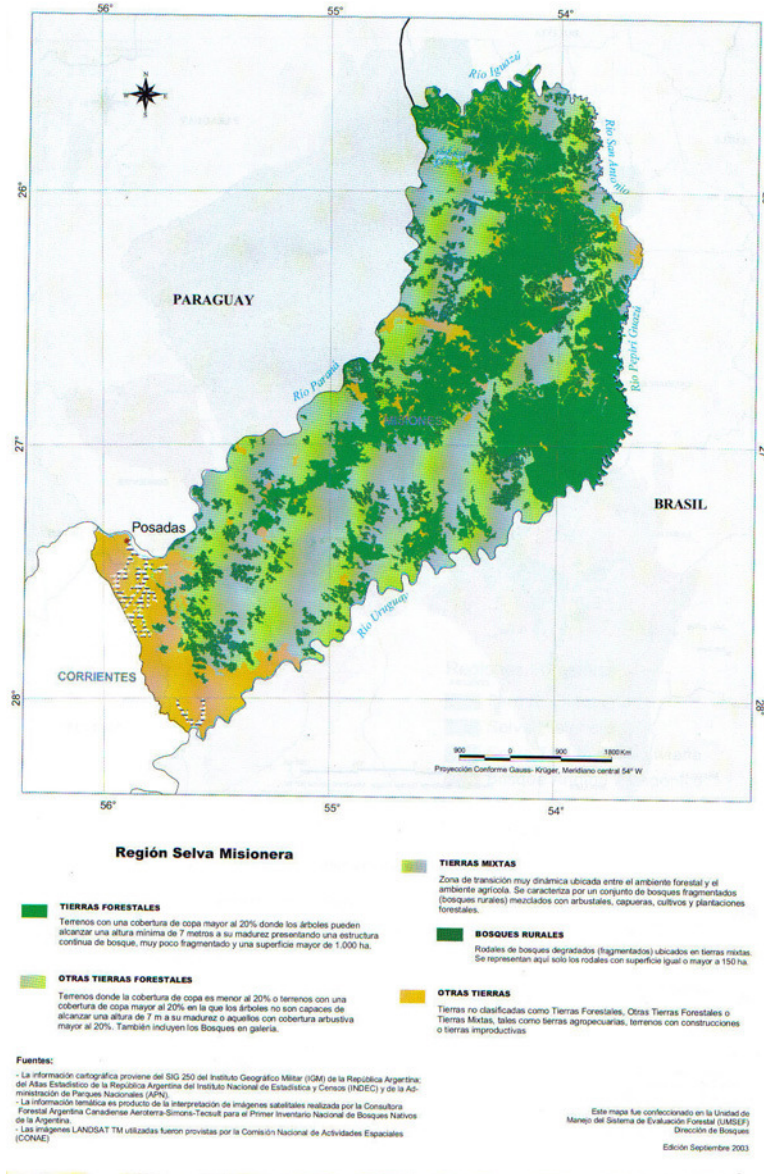 56°
55°
54°
N
E
S
Río Iguazú
Río San Antonio
26°
PARAGUAY
Río Pepirí Guazú
Río Paraná
MISIONES
27°
27
BRASIL
Posadas
Río Uruguay
CORRIENTES
28°
28°
900 0 900 1800 Km
Proyección Conforme Gauss- Krüger, Meridiano central 54° W
56°
55°
54°
Región Selva Misionera
TIERRAS FORESTALES
Terrenos con una cobertura de copa mayor al 20% donde los árboles pueden
alcanzar una altura mínima de 7 metros a su madurez presentando una estructura
continua de bosque, muy poco fragmentado y una superficie mayor de 1.000 ha.
OTRAS TIERRAS FORESTALES
Terrenos donde la cobertura de copa es menor al 20% o terrenos con una
cobertura de copa mayor al 20% en la que los árboles no son capaces de
alcanzar una altura de 7 m a su madurez o aquellos con cobertura arbustiva
mayor al 20%. También incluyen los Bosques en galería.
TIERRAS MIXTAS
Zona de transición muy dinámica ubicada entre el ambiente forestal y el
ambiente agrícola. Se caracteriza por un conjunto de bosques fragmentados
(bosques rurales) mezclados con arbustales, capueras, cultivos y plantaciones
forestales.
BOSQUES RURALES
Rodales de bosques degradados (fragmentados) ubicados en tierras mixtas.
Se representan aquí solo los rodales con superficie igual o mayor a 150 ha.
OTRAS TIERRAS
Tierras no clasificadas como Tierras Forestales, Otras Tierras Forestales o
Tierras Mixtas, tales como tierras agropecuarias, terrenos con construcciones
o tierras improductivas
Fuentes:
- La información cartográfica proviene del SIG 250 del Instituto Geográfico Militar (IGM) de la República Argentina;
del Atlas Estadístico de la República Argentina del Instituto Nacional de Estadística y Censos (INDEC) y de la Ad-
ministración de Parques Nacionales (APN).
- La información temática es producto de la interpretación de imágenes satelitales realizada por la Consultora
Forestal Argentina Canadiense Aeroterra-Simons-Tecsult para el Primer Inventario Nacional de Bosques Nativos
de la Argentina.
- Las imágenes LANDSAT TM utilizadas fueron provistas por la Comisión Nacional de Actividades Espaciales
(CONAE)
Este mapa fue confeccionado en la Unidad de
Manejo del Sistema de Evaluación Forestal (UMSEF)
Dirección de Bosques
Edición Septiembre 2003